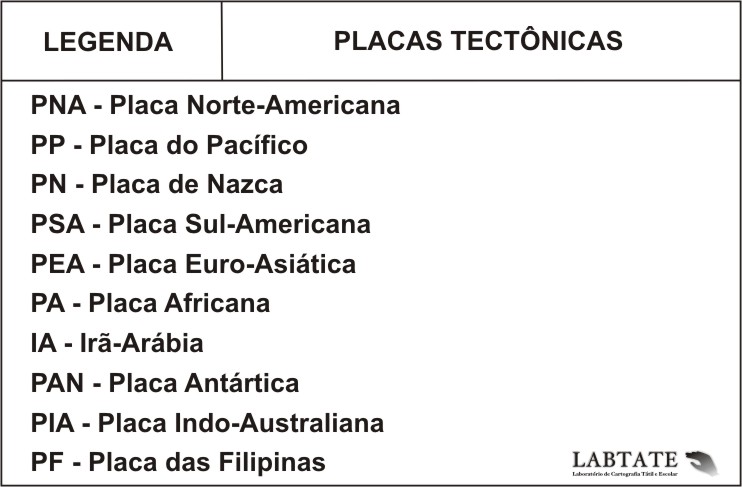 LEGENDA
PLACAS TECTÔNICAS
PNA - Placa Norte-Americana
PP - Placa do Pacífico
PN - Placa de Nazca
PSA - Placa Sul-Americana
PEA - Placa Euro-Asiática
PA - Placa Africana
IA - Irã-Arábia
PAN - Placa Antártica
PIA - Placa Indo-Australiana
PF - Placa das Filipinas
LABTATE
Laboratório de Cartografia Tátil e Escolar